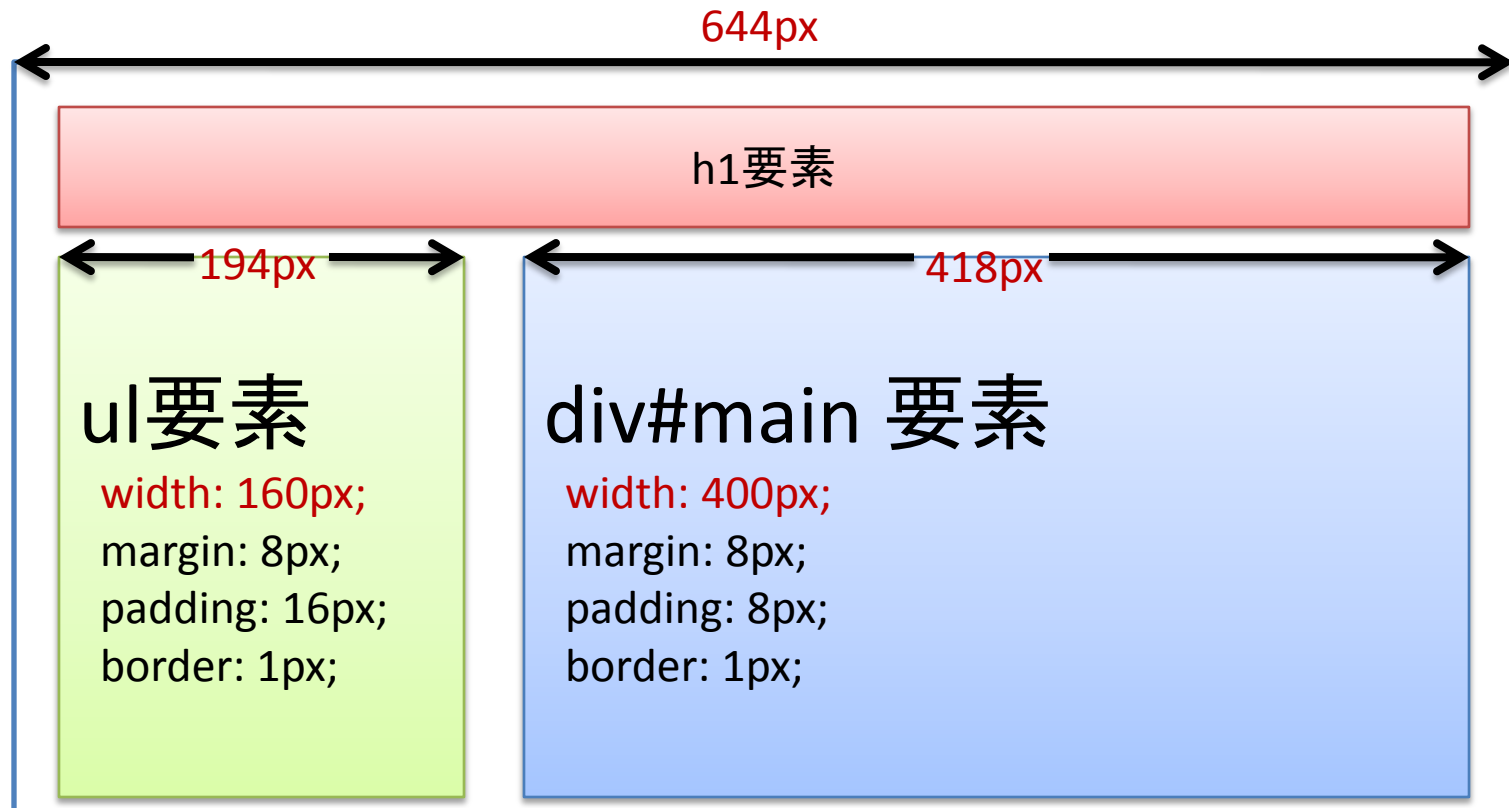 644px
h1要素
194px
418px
ul要素
width: 160px;
margin: 8px;
padding: 16px;
border: 1px;
div#main 要素
width: 400px;
margin: 8px;
padding: 8px;
border: 1px;